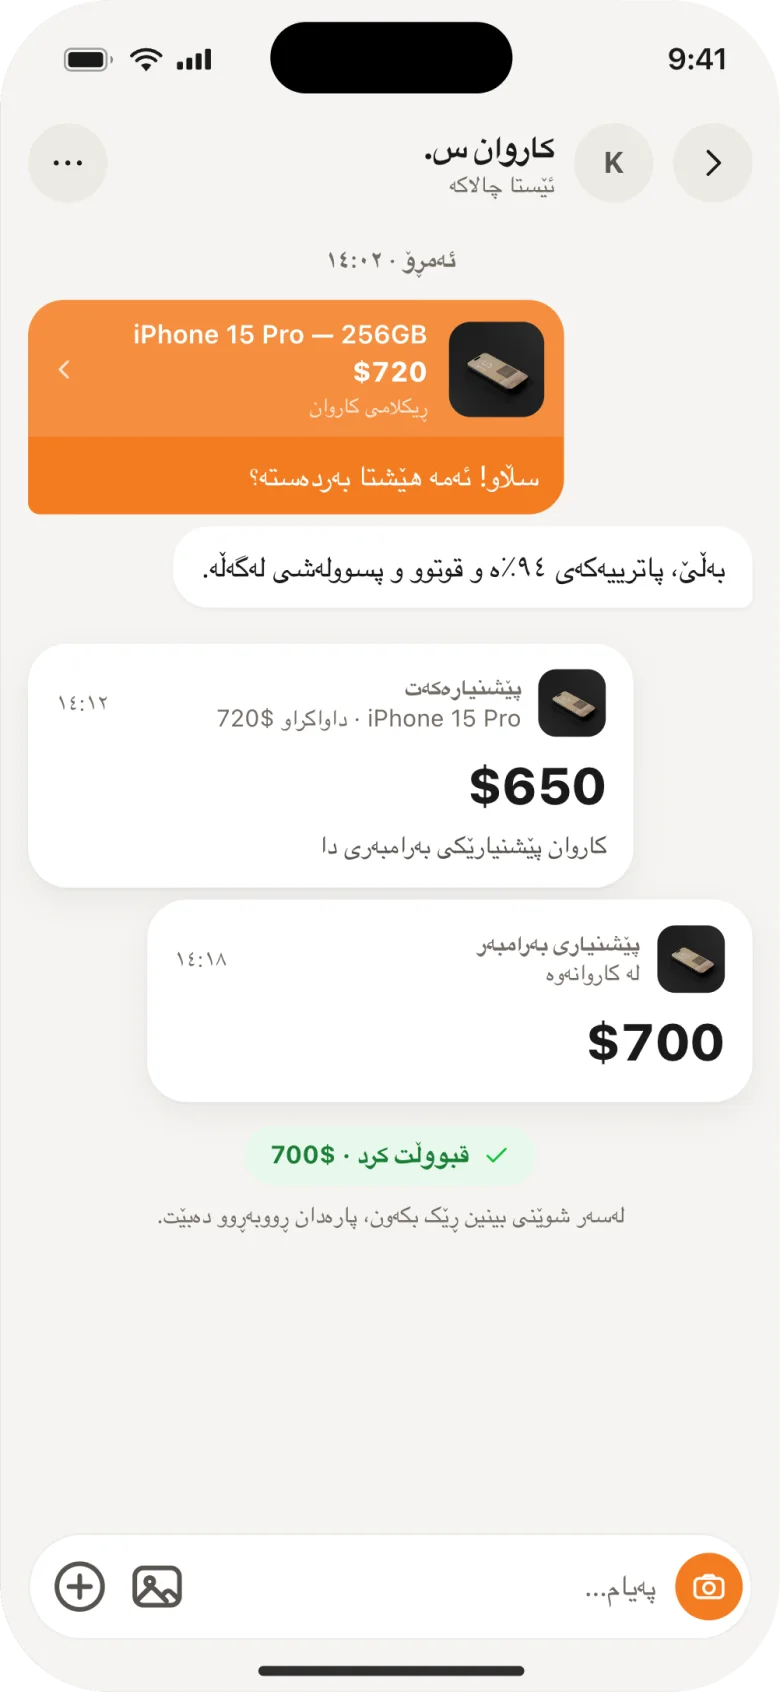 9:41
کاروان س.
K
ئێستا چالاکە
ئەمڕۆ · ١٤:٠٢
iPhone 15 Pro — 256GB
$720
ڕیکلامی کاروان
سڵاو! ئەمە هێشتا بەردەستە؟
بەڵێ، پاترییەکەی ٩٤٪ە و قوتوو و پسوولەشی لەگەڵە.
پێشنیارەکەت
١٤:١٢
iPhone 15 Pro · داواکراو $720
$650
کاروان پێشنیارێکی بەرامبەری دا
پێشنیاری بەرامبەر
١٤:١٨
لە کاروانەوە
$700
قبووڵت کرد · $700
لەسەر شوێنی بینین ڕێک بکەون، پارەدان ڕووبەڕوو دەبێت.
پەیام...